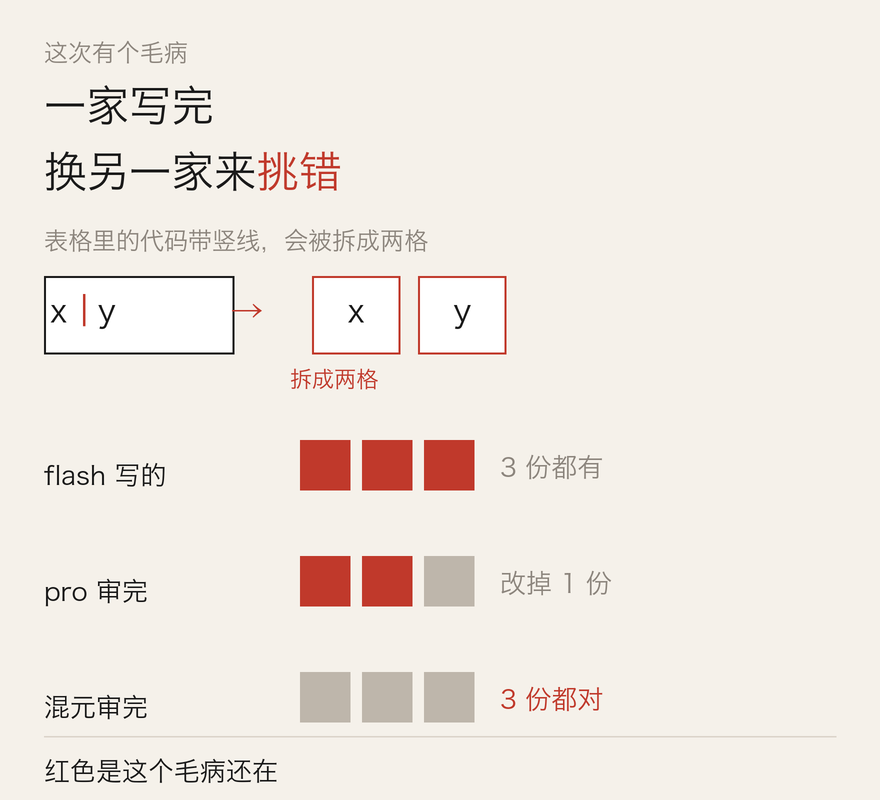 这次有个毛病
一家写完
换另一家来挑错
表格里的代码带竖线，会被拆成两格
x | y → x y
拆成两格
flash 写的 3 份都有
pro 审完 改掉 1 份
混元审完 3 份都对
红色是这个毛病还在